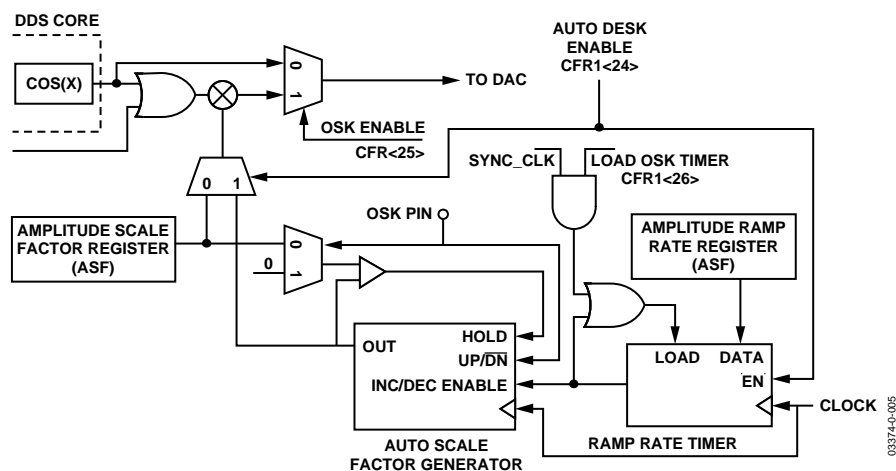 DDS CORE
COS(X)
0
1
TO DAC
OSK ENABLE
CFR<25>
AUTO DESK
ENABLE
CFR1<24>
SYNC_CLK
LOAD OSK TIMER
CFR1<26>
0 1
OSK PIN
AMPLITUDE SCALE
FACTOR REGISTER
(ASF)
0
0
1
AMPLITUDE RAMP
RATE REGISTER
(ASF)
OUT
HOLD
UP/DN
INC/DEC ENABLE
AUTO SCALE
FACTOR GENERATOR
LOAD DATA
EN
CLOCK
RAMP RATE TIMER
03374-0-005